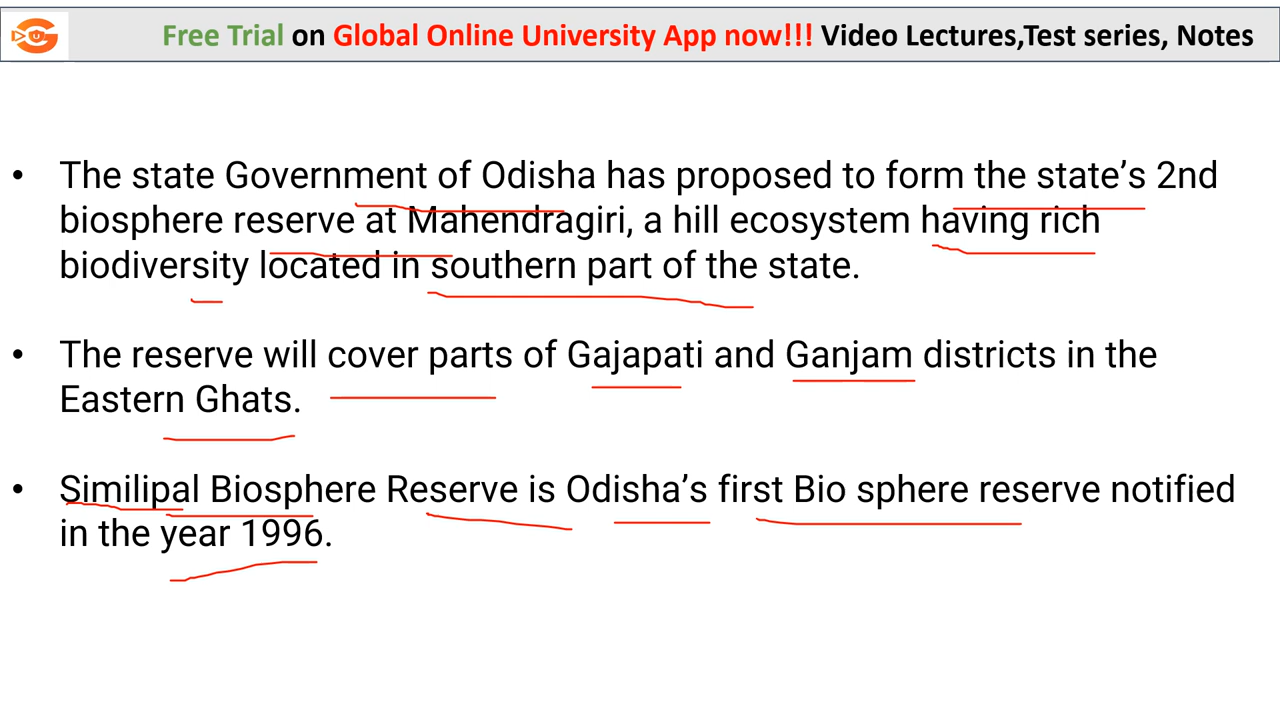 Free Trial on Global Online University App now!!! Video Lectures,Test series, Notes
• The state Government of Odisha has proposed to form the state’s 2nd
biosphere reserve at Mahendragiri, a hill ecosystem having rich
biodiversity located in southern part of the state.
• The reserve will cover parts of Gajapati and Ganjam districts in the
Eastern Ghats.
• Similipal Biosphere Reserve is Odisha’s first Bio sphere reserve notified
in the year 1996.